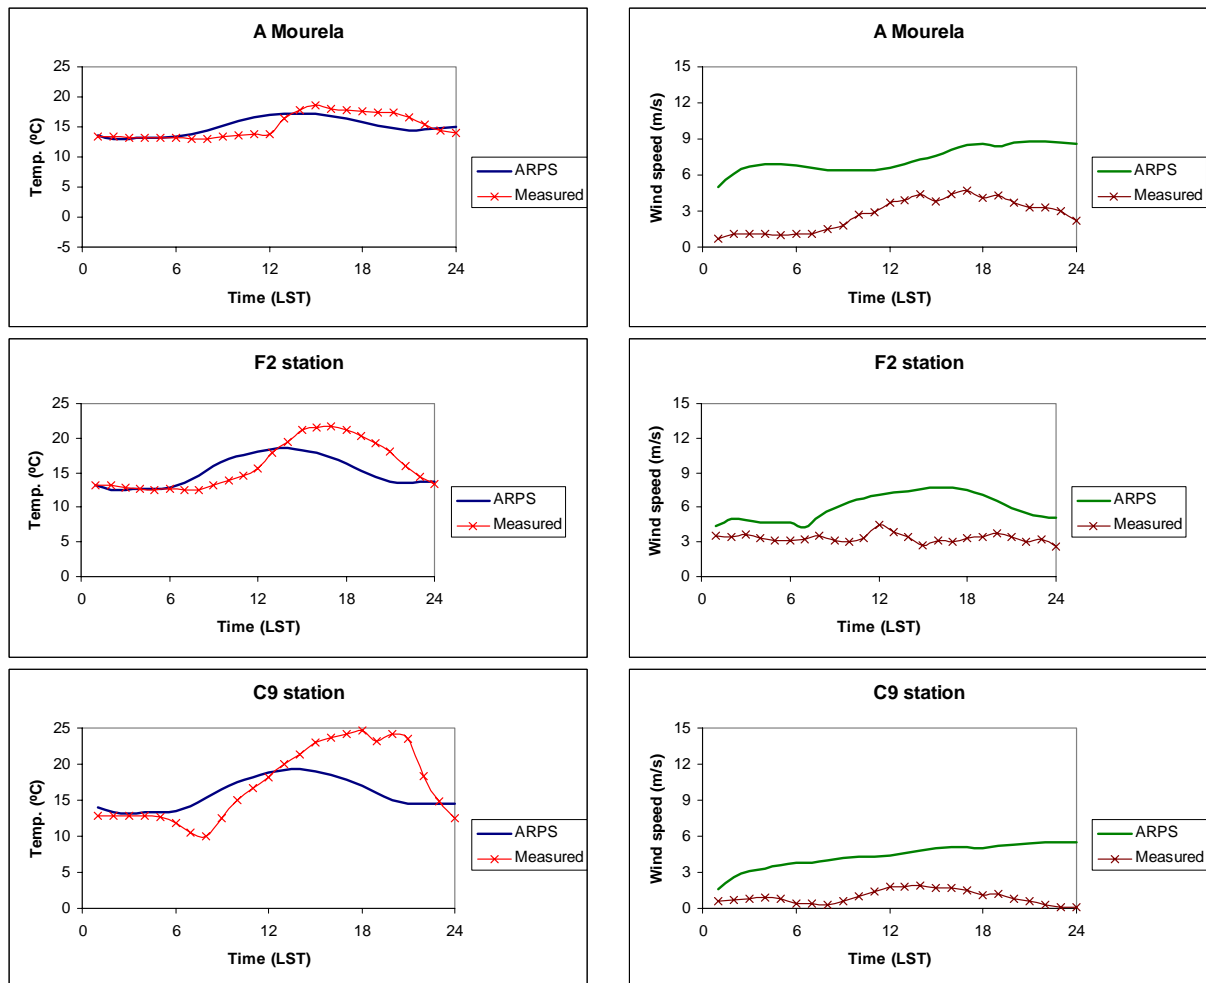 A Mourela
Temp. (ºC)
25
20
15
10
5
0
-5
0 6 12 18 24
Time (LST)
ARPS
Measured
A Mourela
Wind speed (m/s)
15
12
9
6
3
0
0 6 12 18 24
Time (LST)
ARPS
Measured
F2 station
Temp. (ºC)
25
20
15
10
5
0
0 6 12 18 24
Time (LST)
ARPS
Measured
F2 station
Wind speed (m/s)
15
12
9
6
3
0
0 6 12 18 24
Time (LST)
ARPS
Measured
C9 station
Temp. (ºC)
25
20
15
10
5
0
0 6 12 18 24
Time (LST)
ARPS
Measured
C9 station
Wind speed (m/s)
15
12
9
6
3
0
0 6 12 18 24
Time (LST)
ARPS
Measured